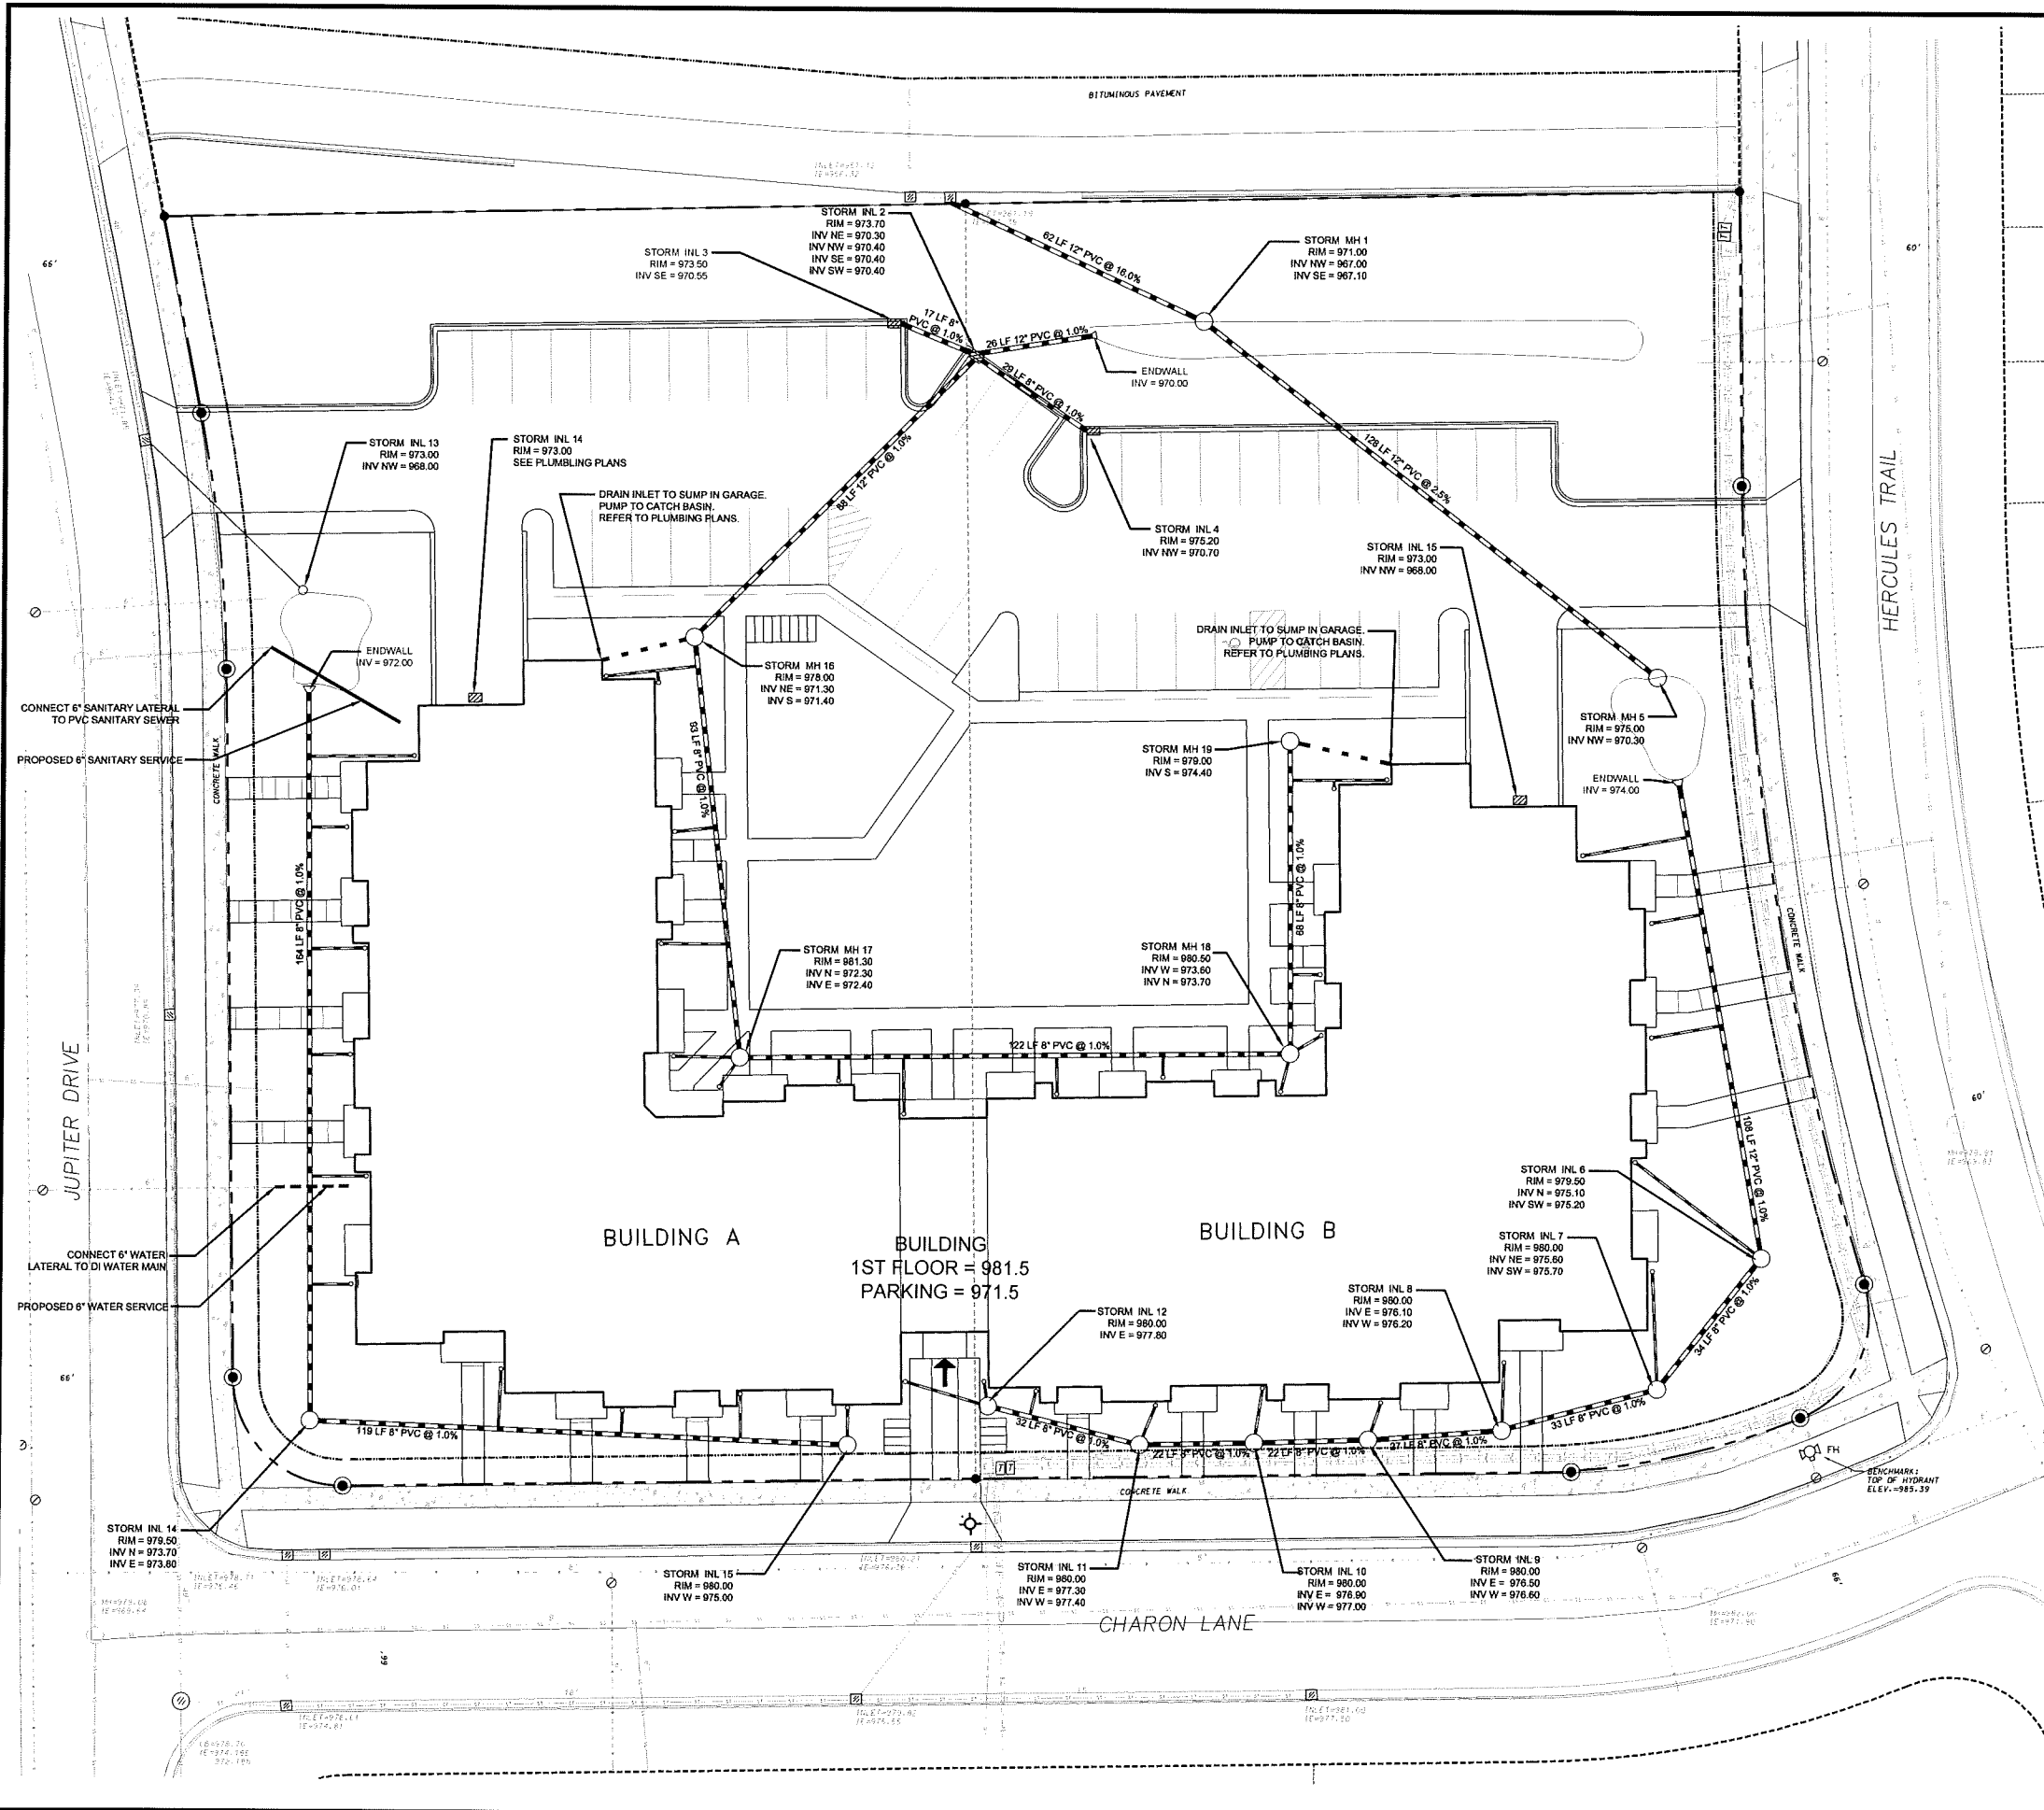 BITUMINOUS PAVEMENT
66'
60'
STORM INL 2
RIM = 973.70
INV NE = 970.30
INV NW = 970.40
INV SE = 970.40
INV SW = 970.40
STORM INL 3
RIM = 973.50
INV SE = 970.55
62 LF 12" PVC @ 16.0%
STORM MH 1
RIM = 971.00
INV NW = 967.00
INV SE = 967.10
17 LF 8"
PVC @ 1.0%
26 LF 12" PVC @ 1.0%
29 LF 8" PVC @ 1.0%
ENDWALL
INV = 970.00
STORM INL 13
RIM = 973.00
INV NW = 968.00
STORM INL 14
RIM = 973.00
SEE PLUMBLING PLANS
DRAIN INLET TO SUMP IN GARAGE.
PUMP TO CATCH BASIN.
REFER TO PLUMBING PLANS.
88 LF 12" PVC @ 1.0%
128 LF 12" PVC @ 2.5%
STORM INL 4
RIM = 975.20
INV NW = 970.70
STORM INL 15
RIM = 973.00
INV NW = 968.00
HERCULES TRAIL
DRAIN INLET TO SUMP IN GARAGE.
PUMP TO CATCH BASIN.
REFER TO PLUMBING PLANS.
ENDWALL
INV = 972.00
STORM MH 16
RIM = 978.00
INV NE = 971.30
INV S = 971.40
CONNECT 6" SANITARY LATERAL
TO PVC SANITARY SEWER
PROPOSED 6" SANITARY SERVICE
CONCRETE WALK
93 LF 8" PVC @ 1.0%
STORM MH 19
RIM = 979.00
INV S = 974.40
STORM MH 5
RIM = 975.00
INV NW = 970.30
ENDWALL
INV = 974.00
164 LF 8" PVC @ 1.0%
68 LF 8" PVC @ 1.0%
CONCRETE WALK
STORM MH 17
RIM = 981.30
INV N = 972.30
INV E = 972.40
STORM MH 18
RIM = 980.50
INV W = 973.60
INV N = 973.70
122 LF 8" PVC @ 1.0%
JUPITER DRIVE
60'
108 LF 12" PVC @ 1.0%
STORM INL 6
RIM = 979.50
INV N = 975.10
INV SW = 975.20
BUILDING A
BUILDING
1ST FLOOR = 981.5
PARKING = 971.5
BUILDING B
STORM INL 7
RIM = 980.00
INV NE = 975.60
INV SW = 975.70
CONNECT 6" WATER
LATERAL TO DI WATER MAIN
PROPOSED 6" WATER SERVICE
STORM INL 12
RIM = 980.00
INV E = 977.80
STORM INL 8
RIM = 980.00
INV E = 976.10
INV W = 976.20
34 LF 8" PVC @ 1.0%
66'
119 LF 8" PVC @ 1.0%
32 LF 8" PVC @ 1.0%
22 LF 8" PVC @ 1.0%
22 LF 8" PVC @ 1.0%
27 LF 8" PVC @ 1.0%
33 LF 8" PVC @ 1.0%
FH
BENCHMARK:
TOP OF HYDRANT
ELEV.=985.39
CONCRETE WALK
STORM INL 14
RIM = 979.50
INV N = 973.70
INV E = 973.80
STORM INL 15
RIM = 980.00
INV W = 975.00
STORM INL 11
RIM = 980.00
INV E = 977.30
INV W = 977.40
STORM INL 10
RIM = 980.00
INV E = 976.90
INV W = 977.00
STORM INL 9
RIM = 980.00
INV E = 976.50
INV W = 976.60
CHARON LANE
66'
66'